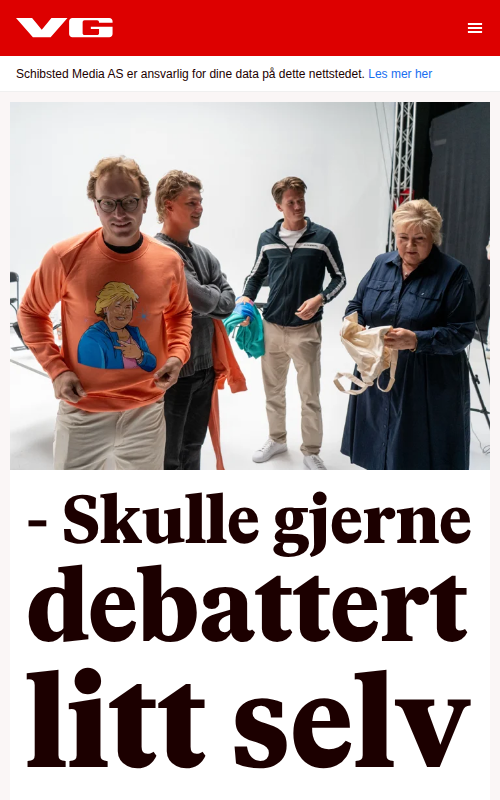 VG
Schibsted Media AS er ansvarlig for dine data på dette nettstedet. Les mer her
- Skulle gjerne
debattert
litt selv